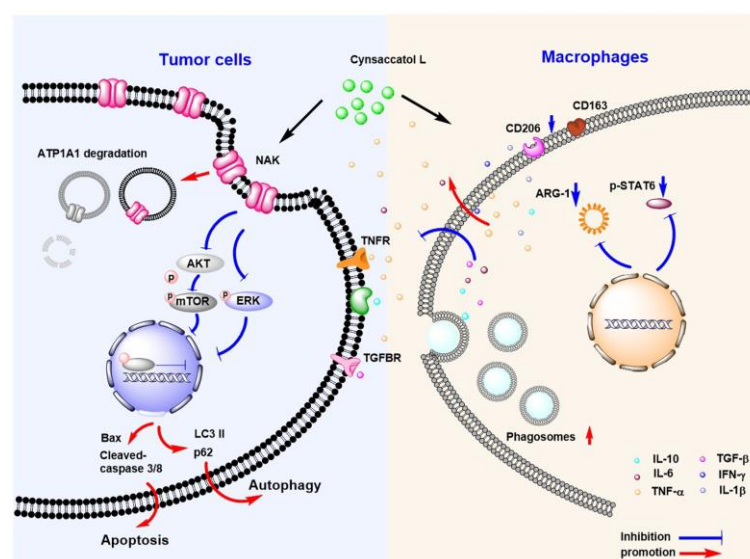 Tumor cells
Cynsaccatol L
Macrophages
CD163
CD206
ATP1A1 degradation
NAK
ARG-1
p-STAT6
TNFR
AKT
P
P
mTOR
P
ERK
TGFBR
P
Bax
Cleaved-
caspase 3/8
LC3 II
p62
Autophagy
Apoptosis
Phagosomes
IL-10
TGF-β
IL-6
IFN-γ
TNF-α
IL-1β
Inhibition
promotion